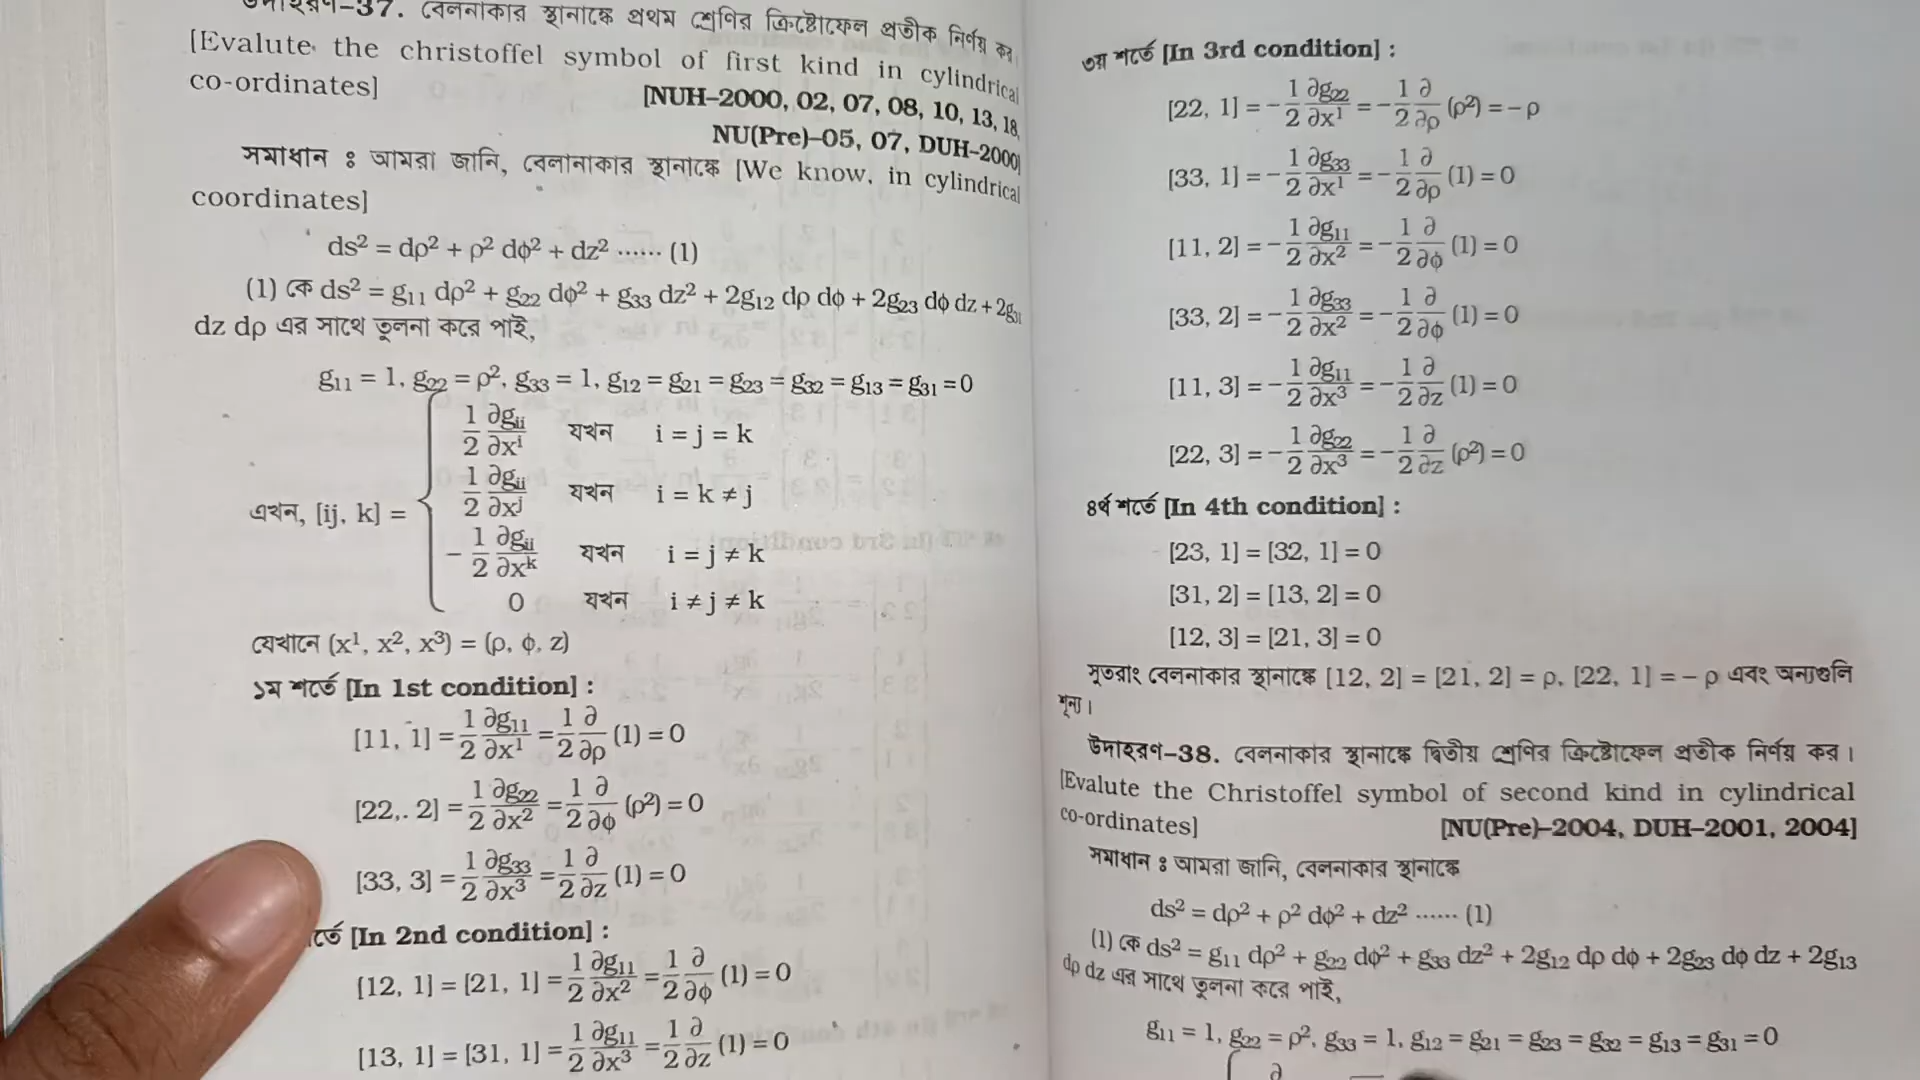 উদাহরণ–37. বেলনাকার স্থানাঙ্কে প্রথম শ্রেণির ক্রিস্টোফেল প্রতীক নির্ণয় কর।
[Evalute the christoffel symbol of first kind in cylindrical
co-ordinates] [NUH–2000, 02, 07, 08, 10, 13, 18,
NU(Pre)–05, 07, DUH–2000]
সমাধান ঃ আমরা জানি, বেলানাকার স্থানাঙ্কে [We know, in cylindrical
coordinates]
ds² = dρ² + ρ² dϕ² + dz² ...... (1)
(1) কে ds² = g₁₁ dρ² + g₂₂ dϕ² + g₃₃ dz² + 2g₁₂ dρ dϕ + 2g₂₃ dϕ dz + 2g₃₁
dz dρ এর সাথে তুলনা করে পাই,
g₁₁ = 1, g₂₂ = ρ², g₃₃ = 1, g₁₂ = g₂₁ = g₂₃ = g₃₂ = g₁₃ = g₃₁ = 0
এখন, [ij, k] =
1/2 ∂gᵢᵢ/∂xⁱ যখন i = j = k
1/2 ∂gᵢᵢ/∂xʲ যখন i = k ≠ j
– 1/2 ∂gᵢᵢ/∂xᵏ যখন i = j ≠ k
0 যখন i ≠ j ≠ k
যেখানে (x¹, x², x³) = (ρ, ϕ, z)
১ম শর্তে [In 1st condition] :
[11, 1] = 1/2 ∂g₁₁/∂x¹ = 1/2 ∂/∂ρ (1) = 0
[22,. 2] = 1/2 ∂g₂₂/∂x² = 1/2 ∂/∂ϕ (ρ²) = 0
[33, 3] = 1/2 ∂g₃₃/∂x³ = 1/2 ∂/∂z (1) = 0
র্তে [In 2nd condition] :
[12, 1] = [21, 1] = 1/2 ∂g₁₁/∂x² = 1/2 ∂/∂ϕ (1) = 0
[13, 1] = [31, 1] = 1/2 ∂g₁₁/∂x³ = 1/2 ∂/∂z (1) = 0
৩য় শর্তে [In 3rd condition] :
[22, 1] = – 1/2 ∂g₂₂/∂x¹ = – 1/2 ∂/∂ρ (ρ²) = – ρ
[33, 1] = – 1/2 ∂g₃₃/∂x¹ = – 1/2 ∂/∂ρ (1) = 0
[11, 2] = – 1/2 ∂g₁₁/∂x² = – 1/2 ∂/∂ϕ (1) = 0
[33, 2] = – 1/2 ∂g₃₃/∂x² = – 1/2 ∂/∂ϕ (1) = 0
[11, 3] = – 1/2 ∂g₁₁/∂x³ = – 1/2 ∂/∂z (1) = 0
[22, 3] = – 1/2 ∂g₂₂/∂x³ = – 1/2 ∂/∂z (ρ²) = 0
৪র্থ শর্তে [In 4th condition] :
[23, 1] = [32, 1] = 0
[31, 2] = [13, 2] = 0
[12, 3] = [21, 3] = 0
সুতরাং বেলনাকার স্থানাঙ্কে [12, 2] = [21, 2] = ρ, [22, 1] = – ρ এবং অন্যগুলি
শূন্য।
উদাহরণ–38. বেলনাকার স্থানাঙ্কে দ্বিতীয় শ্রেণির ক্রিস্টোফেল প্রতীক নির্ণয় কর।
[Evalute the Christoffel symbol of second kind in cylindrical
co-ordinates] [NU(Pre)–2004, DUH–2001, 2004]
সমাধান ঃ আমরা জানি, বেলনাকার স্থানাঙ্কে
ds² = dρ² + ρ² dϕ² + dz² ...... (1)
(1) কে ds² = g₁₁ dρ² + g₂₂ dϕ² + g₃₃ dz² + 2g₁₂ dρ dϕ + 2g₂₃ dϕ dz + 2g₁₃
dρ dz এর সাথে তুলনা করে পাই,
g₁₁ = 1, g₂₂ = ρ², g₃₃ = 1, g₁₂ = g₂₁ = g₂₃ = g₃₂ = g₁₃ = g₃₁ = 0
∂